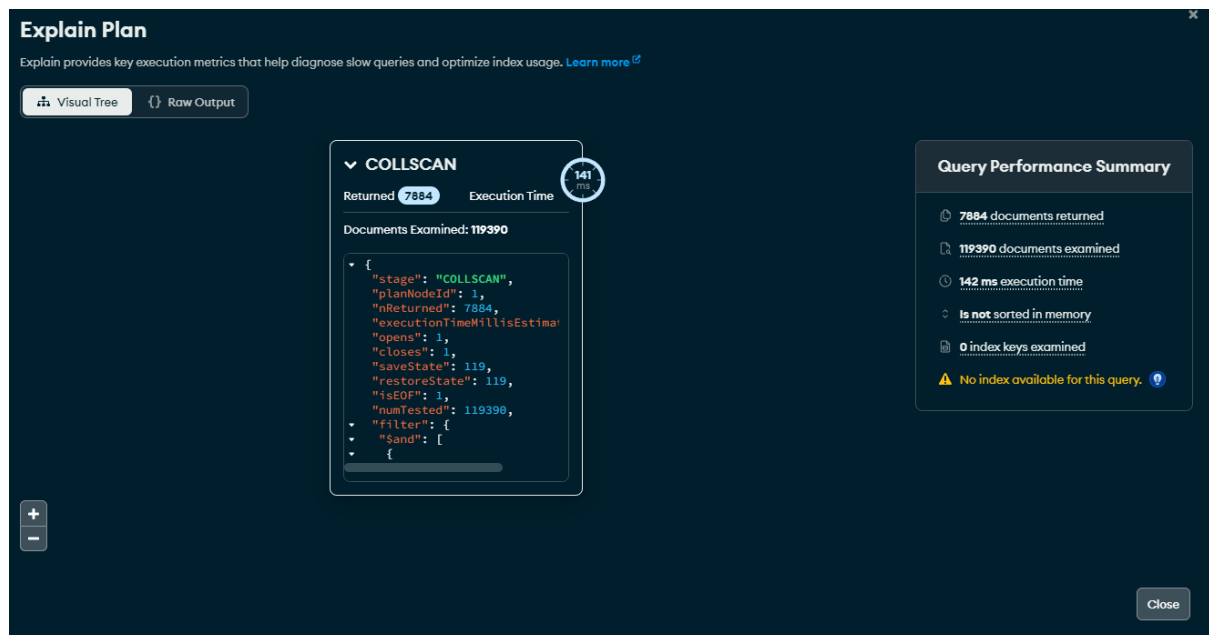 Explain Plan
Explain provides key execution metrics that help diagnose slow queries and optimize index usage. Learn more
Visual Tree
{} Raw Output
COLLSCAN
Returned 7884 Execution Time
141 ms
Documents Examined: 119390
{
"stage": "COLLSCAN",
"planNodeId": 1,
"nReturned": 7884,
"executionTimeMillisEstimat
"opens": 1,
"closes": 1,
"saveState": 119,
"restoreState": 119,
"isEOF": 1,
"numTested": 119390,
"filter": {
"$and": [
{
Query Performance Summary
7884 documents returned
119390 documents examined
142 ms execution time
Is not sorted in memory
0 index keys examined
No index available for this query.
+
−
Close